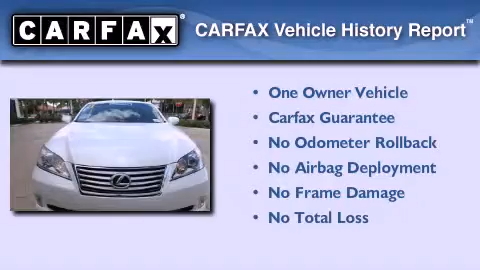 CARFAX® CARFAX Vehicle History Report™
• One Owner Vehicle
• Carfax Guarantee
• No Odometer Rollback
• No Airbag Deployment
• No Frame Damage
• No Total Loss